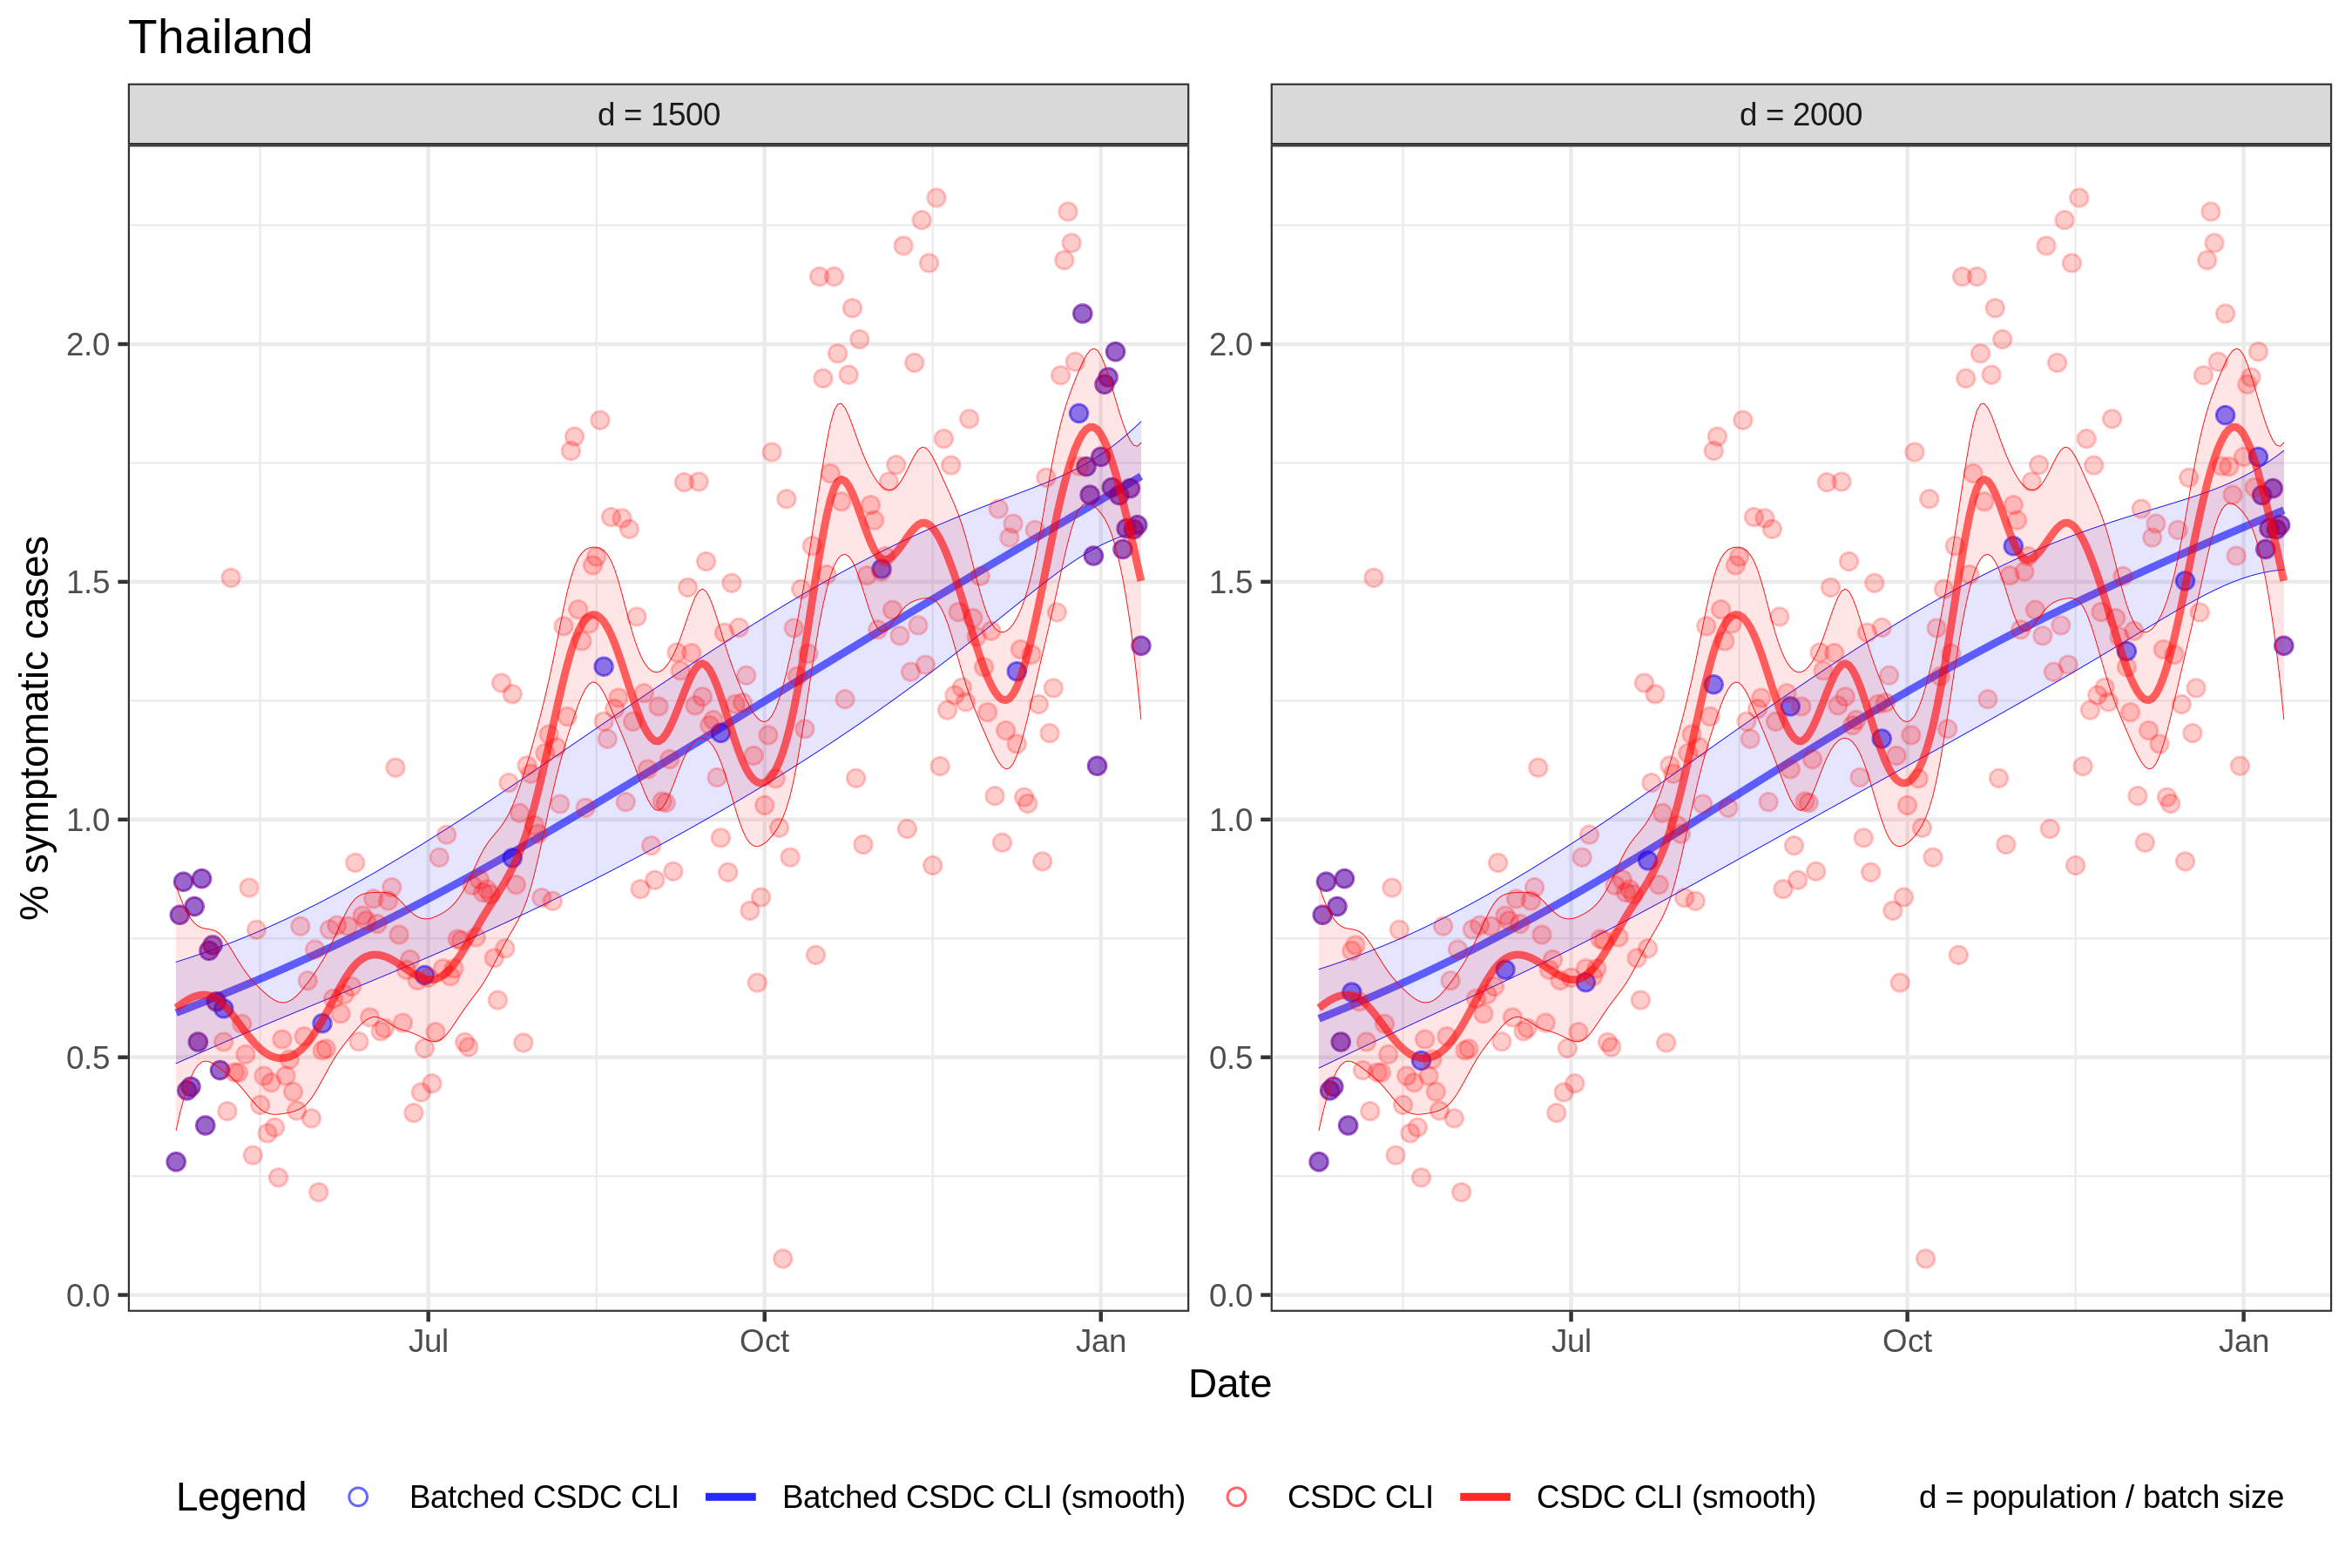 Thailand
d = 1500
d = 2000
% symptomatic cases
2.0
1.5
1.0
0.5
0.0
2.0
1.5
1.0
0.5
0.0
Jul
Oct
Jan
Jul
Oct
Jan
Date
Legend
Batched CSDC CLI
Batched CSDC CLI (smooth)
CSDC CLI
CSDC CLI (smooth)
d = population / batch size